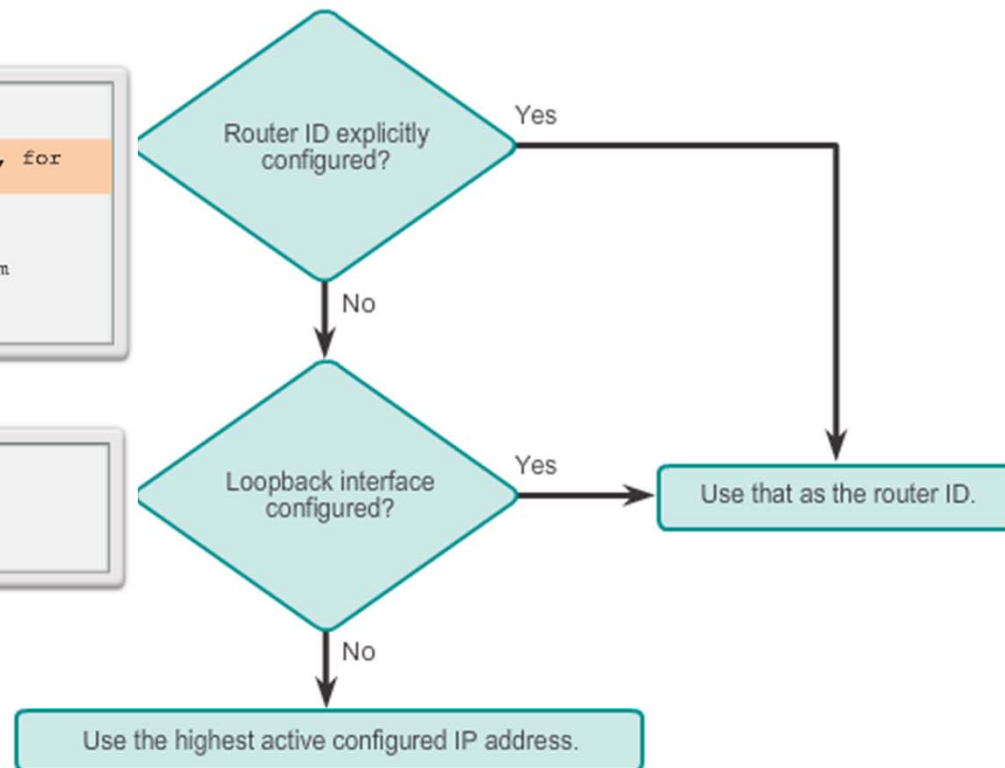 Yes
Router ID explicitly
configured?
, for
No
m
Yes
Loopback interface
configured?
Use that as the router ID.
No
Use the highest active configured IP address.